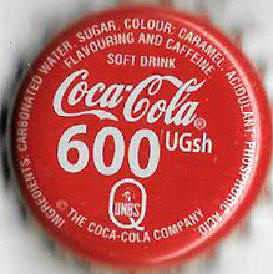 INGREDIENTS: CARBONATED WATER, SUGAR, COLOUR: CARAMEL, ACIDULANT: PHOSPHORIC ACID
FLAVOURING AND CAFFEINE
SOFT DRINK
Coca-Cola®
600 UGsh
UNBS
Q
© THE COCA-COLA COMPANY